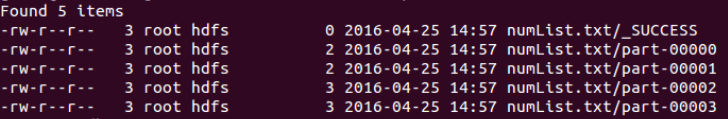 Found 5 items
-rw-r--r--   3 root hdfs          0 2016-04-25 14:57 numList.txt/_SUCCESS
-rw-r--r--   3 root hdfs          2 2016-04-25 14:57 numList.txt/part-00000
-rw-r--r--   3 root hdfs          2 2016-04-25 14:57 numList.txt/part-00001
-rw-r--r--   3 root hdfs          3 2016-04-25 14:57 numList.txt/part-00002
-rw-r--r--   3 root hdfs          3 2016-04-25 14:57 numList.txt/part-00003